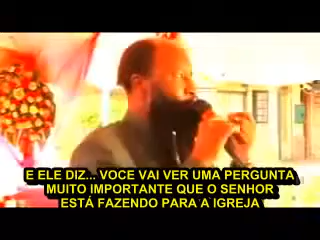 E ELE DIZ... VOCE VAI VER UMA PERGUNTA
MUITO IMPORTANTE QUE O SENHOR
ESTÁ FAZENDO PARA A IGREJA